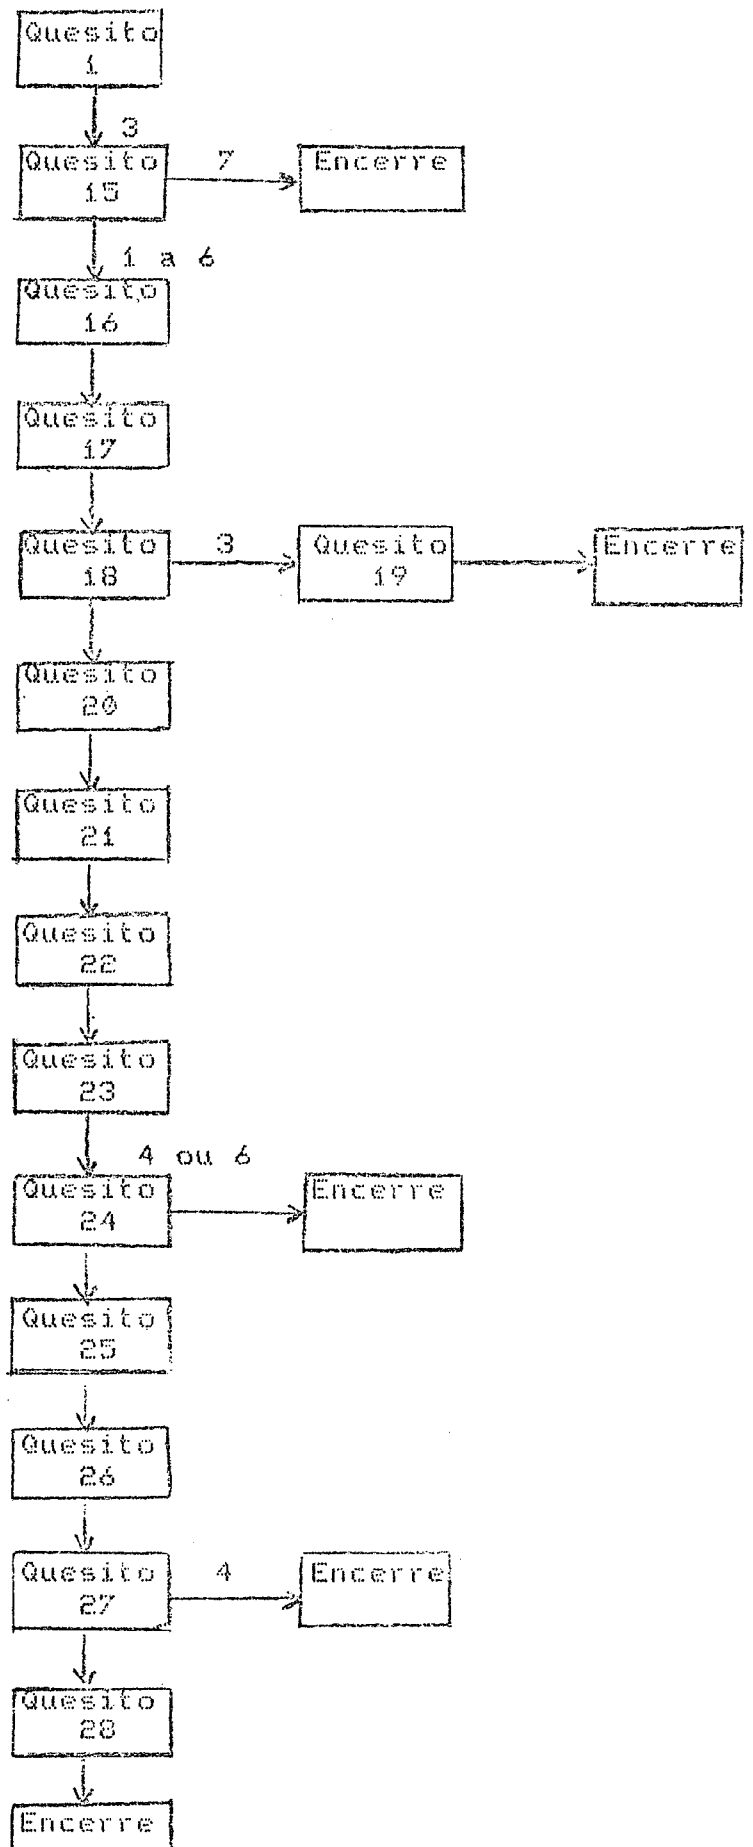 Quesito
1
3
Quesito
15
7
Encerre
1 a 6
Quesito
16
Quesito
17
Quesito
18
3
Quesito
19
Encerre
Quesito
20
Quesito
21
Quesito
22
Quesito
23
4 ou 6
Quesito
24
Encerre
Quesito
25
Quesito
26
Quesito
27
4
Encerre
Quesito
28
Encerre